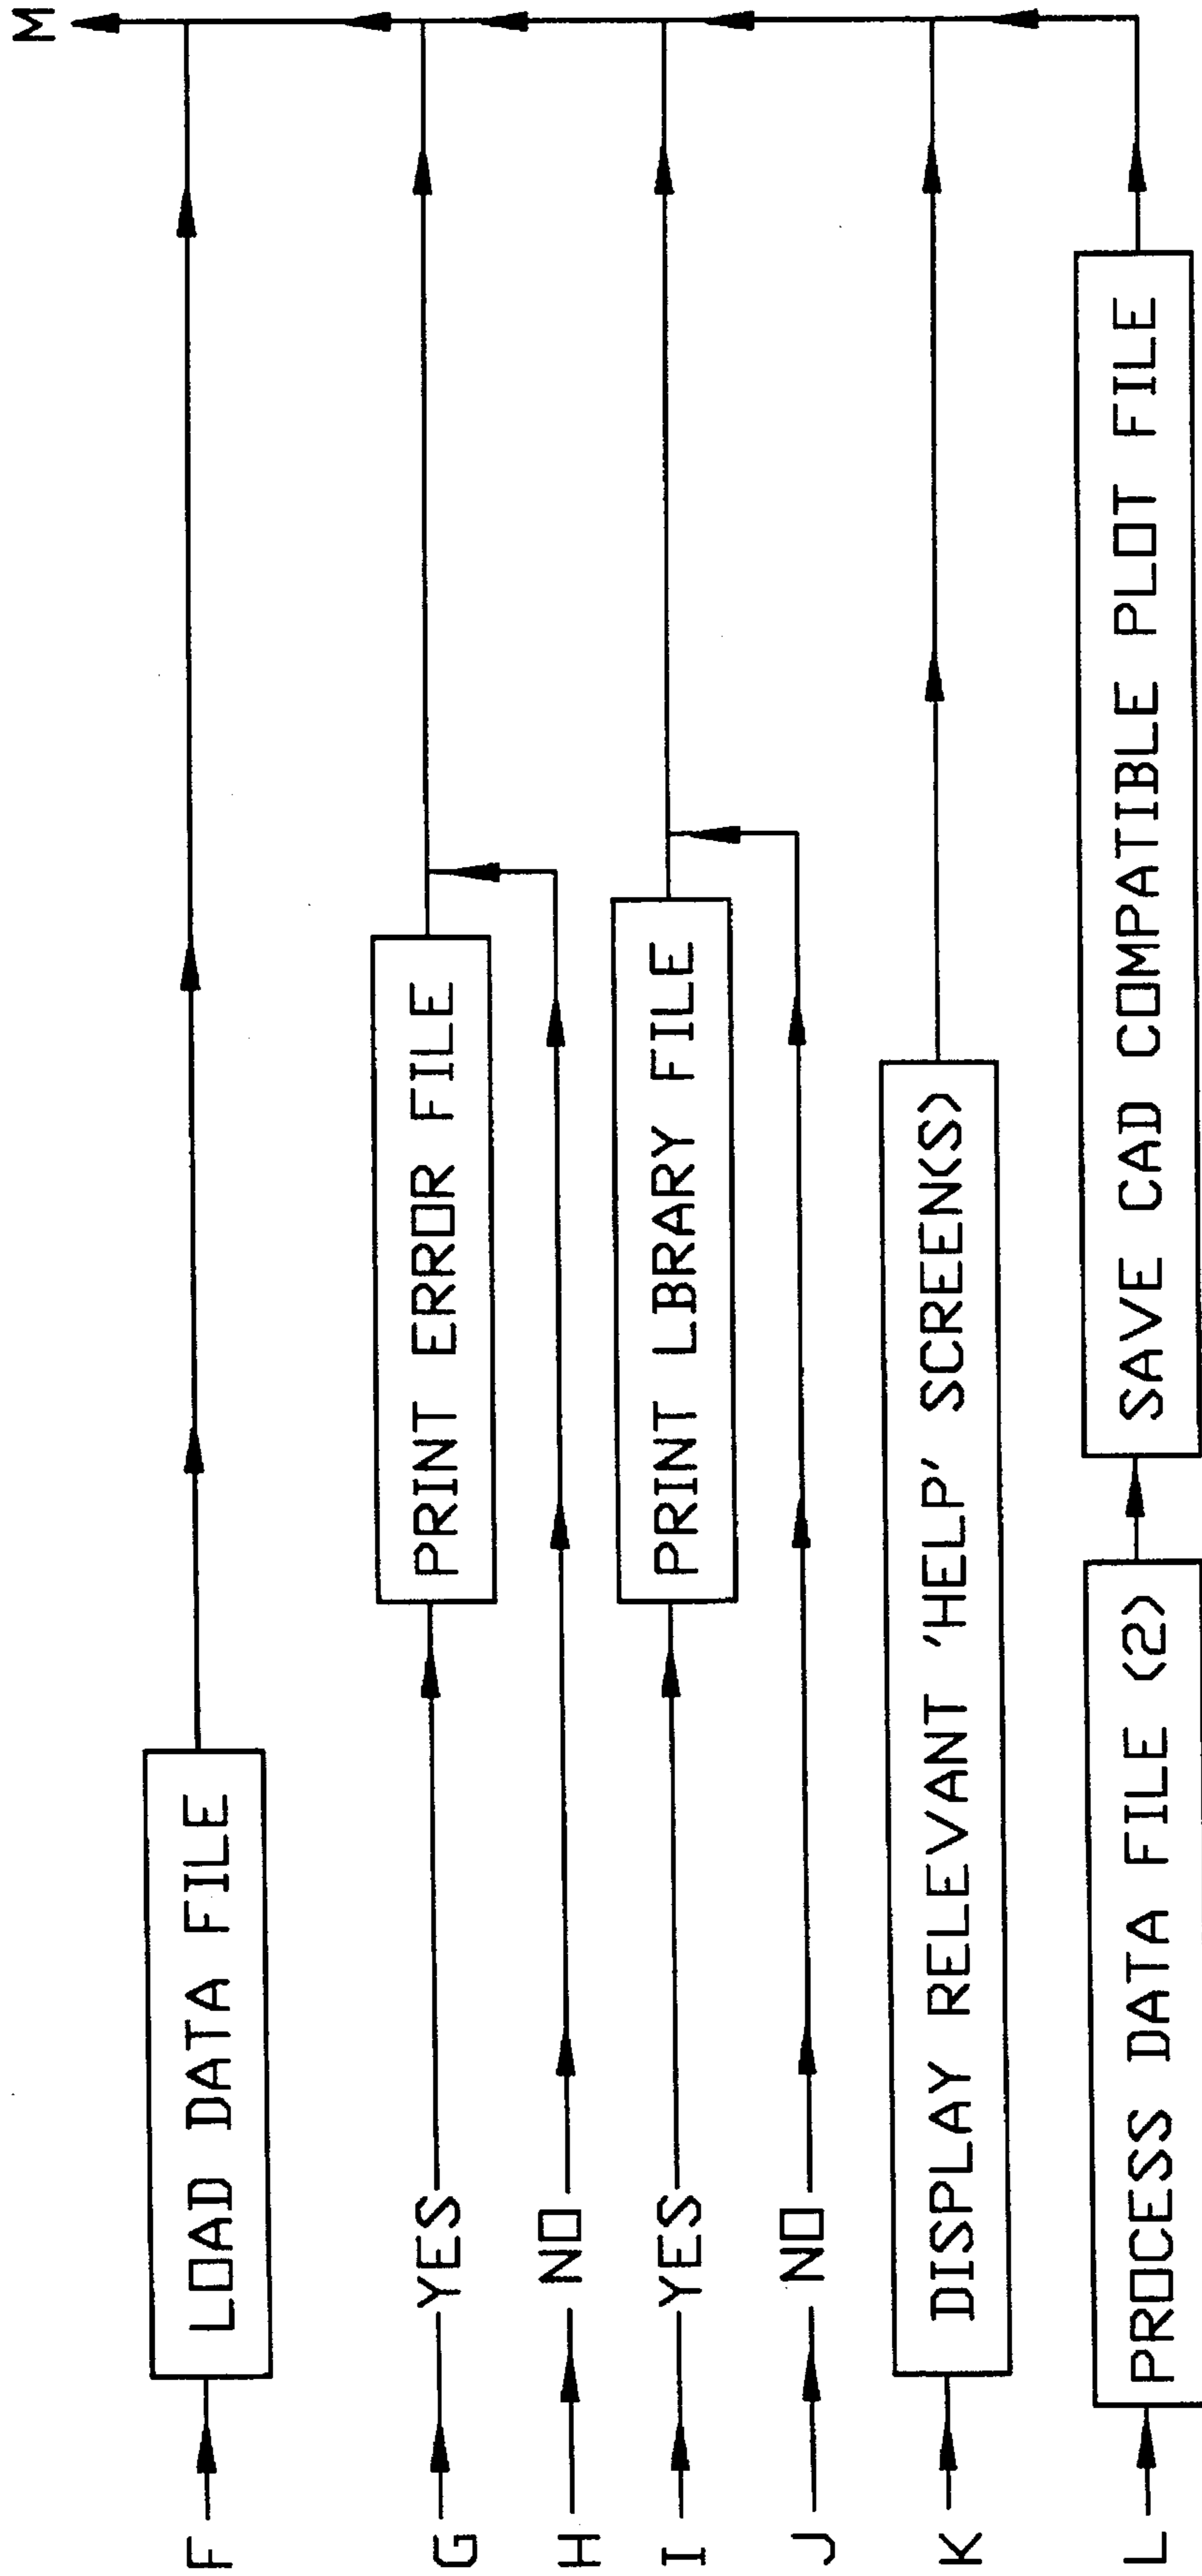 M
F
LOAD DATA FILE
G
YES
PRINT ERROR FILE
H
NO
I
YES
PRINT LBRARY FILE
J
NO
K
DISPLAY RELEVANT 'HELP' SCREEN(S)
L
PROCESS DATA FILE (2)
SAVE CAD COMPATIBLE PLOT FILE